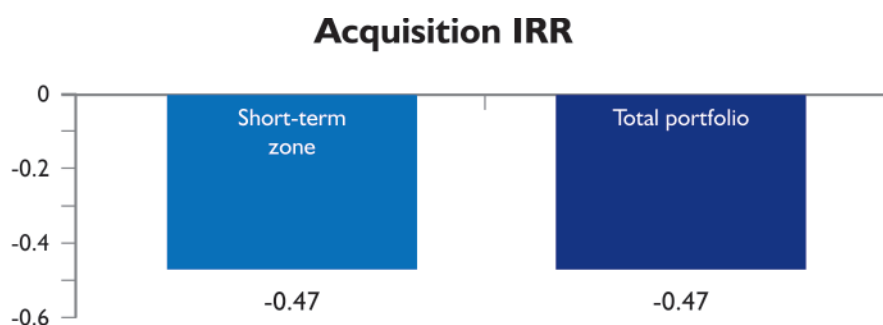 Acquisition IRR
0
Short-term
zone
Total portfolio
-0.2
-0.4
-0.47
-0.47
-0.6